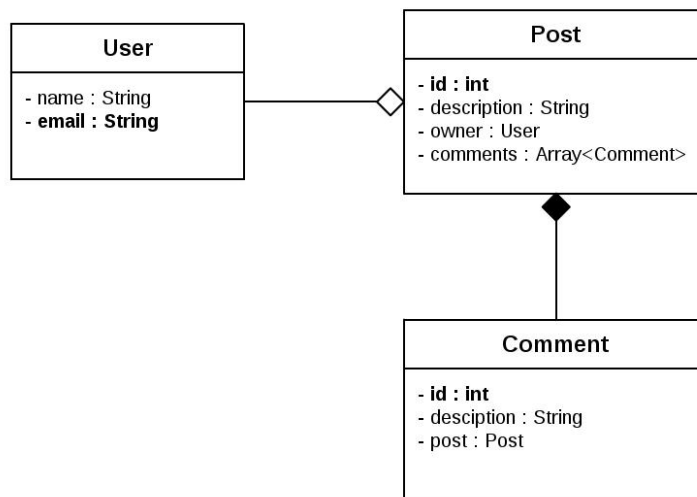 User
- name : String
- email : String
Post
- id : int
- description : String
- owner : User
- comments : Array<Comment>
Comment
- id : int
- desciption : String
- post : Post